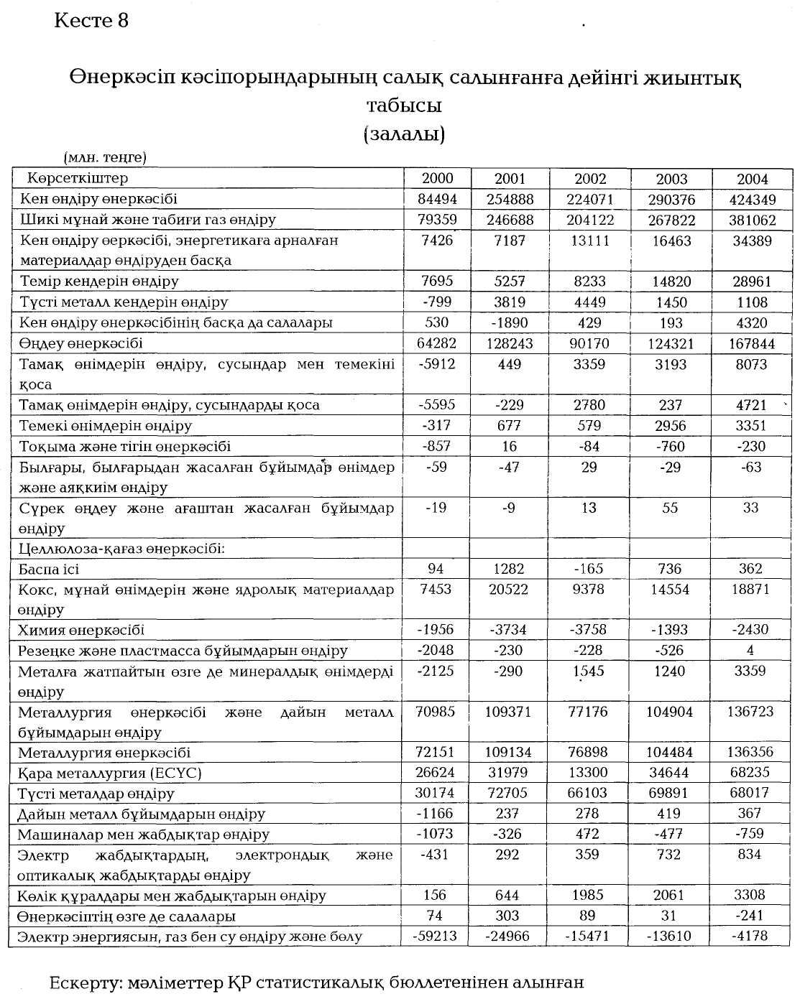 Кесте 8
Өнеркәсіп кәсіпорындарының салық салынғанға дейінгі жиынтық
табысы
(залалы)
(млн. теңге)
Көрсеткіштер 2000 2001 2002 2003 2004
Кен өндіру өнеркәсібі 84494 254888 224071 290376 424349
Шикі мұнай және табиғи газ өндіру 79359 246688 204122 267822 381062
Кен өндіру өеркәсібі, энергетикаға арналған 7426 7187 13111 16463 34389
материалдар өндіруден басқа
Темір кендерін өндіру 7695 5257 8233 14820 28961
Түсті металл кендерін өндіру -799 3819 4449 1450 1108
Кен өндіру өнеркәсібінің басқа да салалары 530 -1890 429 193 4320
Өңдеу өнеркәсібі 64282 128243 90170 124321 167844
Тамақ өнімдерін өндіру, сусындар мен темекіні -5912 449 3359 3193 8073
қоса
Тамақ өнімдерін өндіру, сусындарды қоса -5595 -229 2780 237 4721
Темекі өнімдерін өндіру -317 677 579 2956 3351
Тоқыма және тігін өнеркәсібі -857 16 -84 -760 -230
Былғары, былғарыдан жасалған бұйымдар өнімдер -59 -47 29 -29 -63
және аяқкиім өндіру
Сүрек өңдеу және ағаштан жасалған бұйымдар -19 -9 13 55 33
өндіру
Целлюлоза-қағаз өнеркәсібі:
Баспа ісі 94 1282 -165 736 362
Кокс, мұнай өнімдерін және ядролық материалдар 7453 20522 9378 14554 18871
өндіру
Химия өнеркәсібі -1956 -3734 -3758 -1393 -2430
Резеңке және пластмасса бұйымдарын өндіру -2048 -230 -228 -526 4
Металға жатпайтын өзге де минералдық өнімдерді -2125 -290 1545 1240 3359
өндіру
Металлургия өнеркәсібі және дайын металл 70985 109371 77176 104904 136723
бұйымдарын өндіру
Металлургия өнеркәсібі 72151 109134 76898 104484 136356
Қара металлургия (ЕСҮС) 26624 31979 13300 34644 68235
Түсті металдар өндіру 30174 72705 66103 69891 68017
Дайын металл бұйымдарын өндіру -1166 237 278 419 367
Машиналар мен жабдықтар өндіру -1073 -326 472 -477 -759
Электр жабдықтардың, электрондық және -431 292 359 732 834
оптикалық жабдықтарды өндіру
Көлік құралдары мен жабдықтарын өндіру 156 644 1985 2061 3308
Өнеркәсіптің өзге де салалары 74 303 89 31 -241
Электр энергиясын, газ бен су өндіру және бөлу -59213 -24966 -15471 -13610 -4178
Ескерту: мәліметтер ҚР статистикалық бюллетенінен алынған